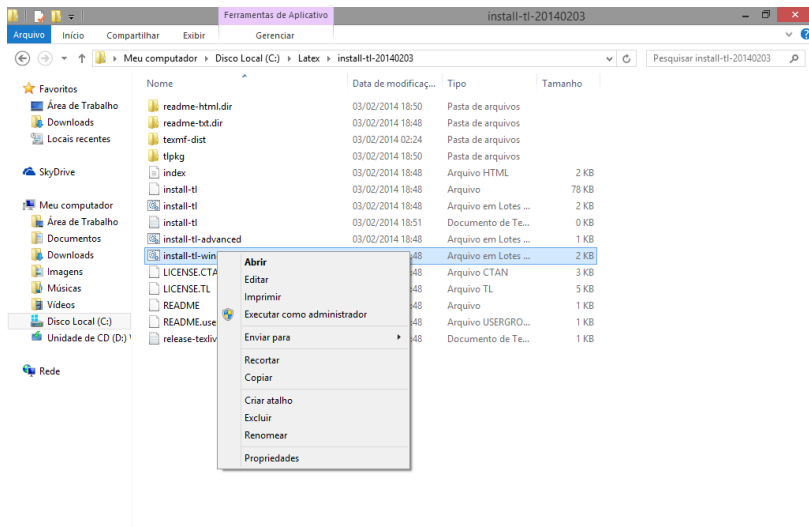 Ferramentas de Aplicativo
install-tl-20140203
Arquivo Início Compartilhar Exibir Gerenciar
Meu computador Disco Local (C:) Latex install-tl-20140203
Pesquisar install-tl-20140203
Nome Data de modificaç... Tipo Tamanho
Favoritos
Área de Trabalho
Downloads
Locais recentes
SkyDrive
Meu computador
Área de Trabalho
Documentos
Downloads
Imagens
Músicas
Vídeos
Disco Local (C:)
Unidade de CD (D:)
Rede
readme-html.dir 03/02/2014 18:50 Pasta de arquivos
readme-txt.dir 03/02/2014 18:48 Pasta de arquivos
texmf-dist 03/02/2014 02:24 Pasta de arquivos
tlpkg 03/02/2014 18:50 Pasta de arquivos
index 03/02/2014 18:48 Arquivo HTML 2 KB
install-tl 03/02/2014 18:48 Arquivo 78 KB
install-tl 03/02/2014 18:48 Arquivo em Lotes ... 2 KB
install-tl 03/02/2014 18:51 Documento de Te... 0 KB
install-tl-advanced 03/02/2014 18:48 Arquivo em Lotes ... 1 KB
install-tl-win :48 Arquivo em Lotes ... 2 KB
LICENSE.CTA :48 Arquivo CTAN 3 KB
LICENSE.TL :48 Arquivo TL 5 KB
README :48 Arquivo 1 KB
README.use :48 Arquivo USERGRO... 1 KB
release-texliv :48 Documento de Te... 1 KB
Abrir
Editar
Imprimir
Executar como administrador
Enviar para
Recortar
Copiar
Criar atalho
Excluir
Renomear
Propriedades